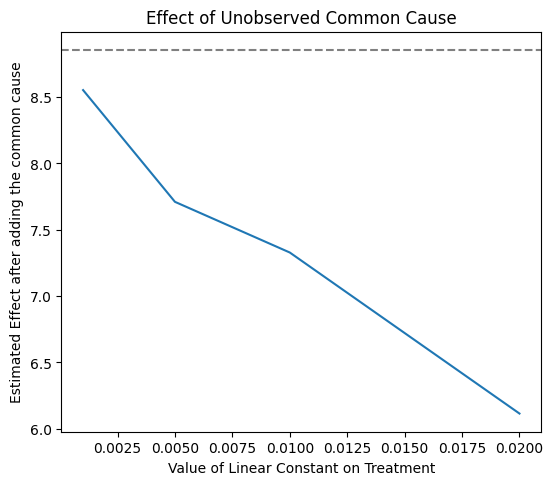 Effect of Unobserved Common Cause
Estimated Effect after adding the common cause
8.5
8.0
7.5
7.0
6.5
6.0
0.0025 0.0050 0.0075 0.0100 0.0125 0.0150 0.0175 0.0200
Value of Linear Constant on Treatment